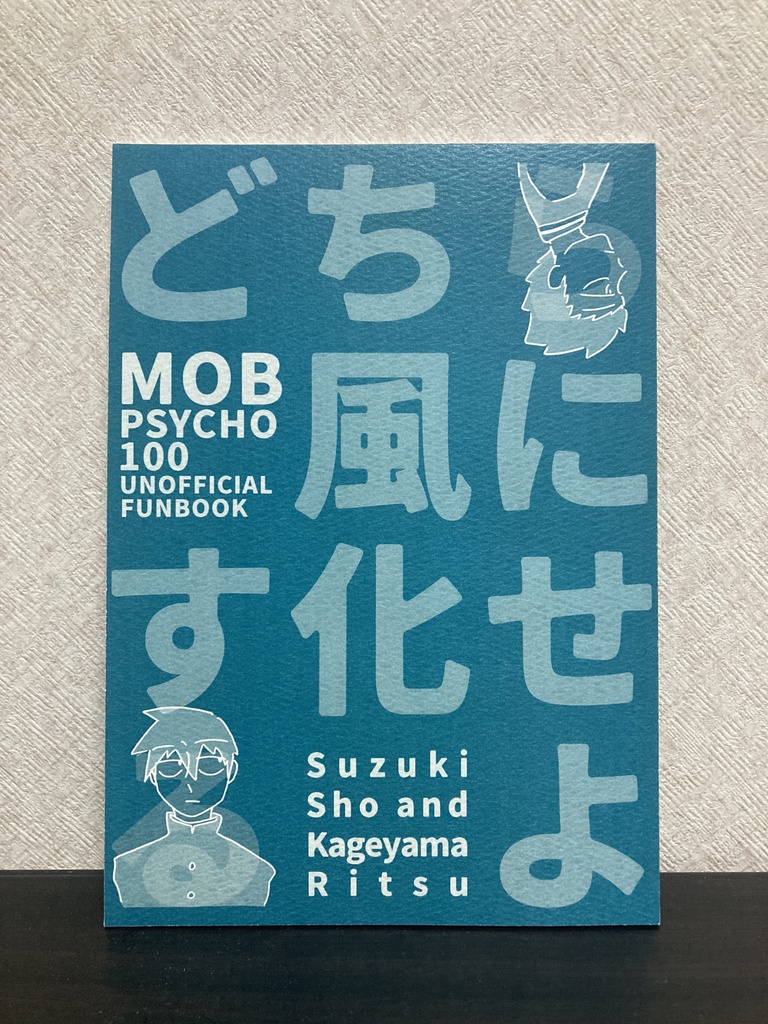 どちら
にせよ
風化
する
MOB
PSYCHO
100
UNOFFICIAL
FUNBOOK
Suzuki
Sho and
Kageyama
Ritsu